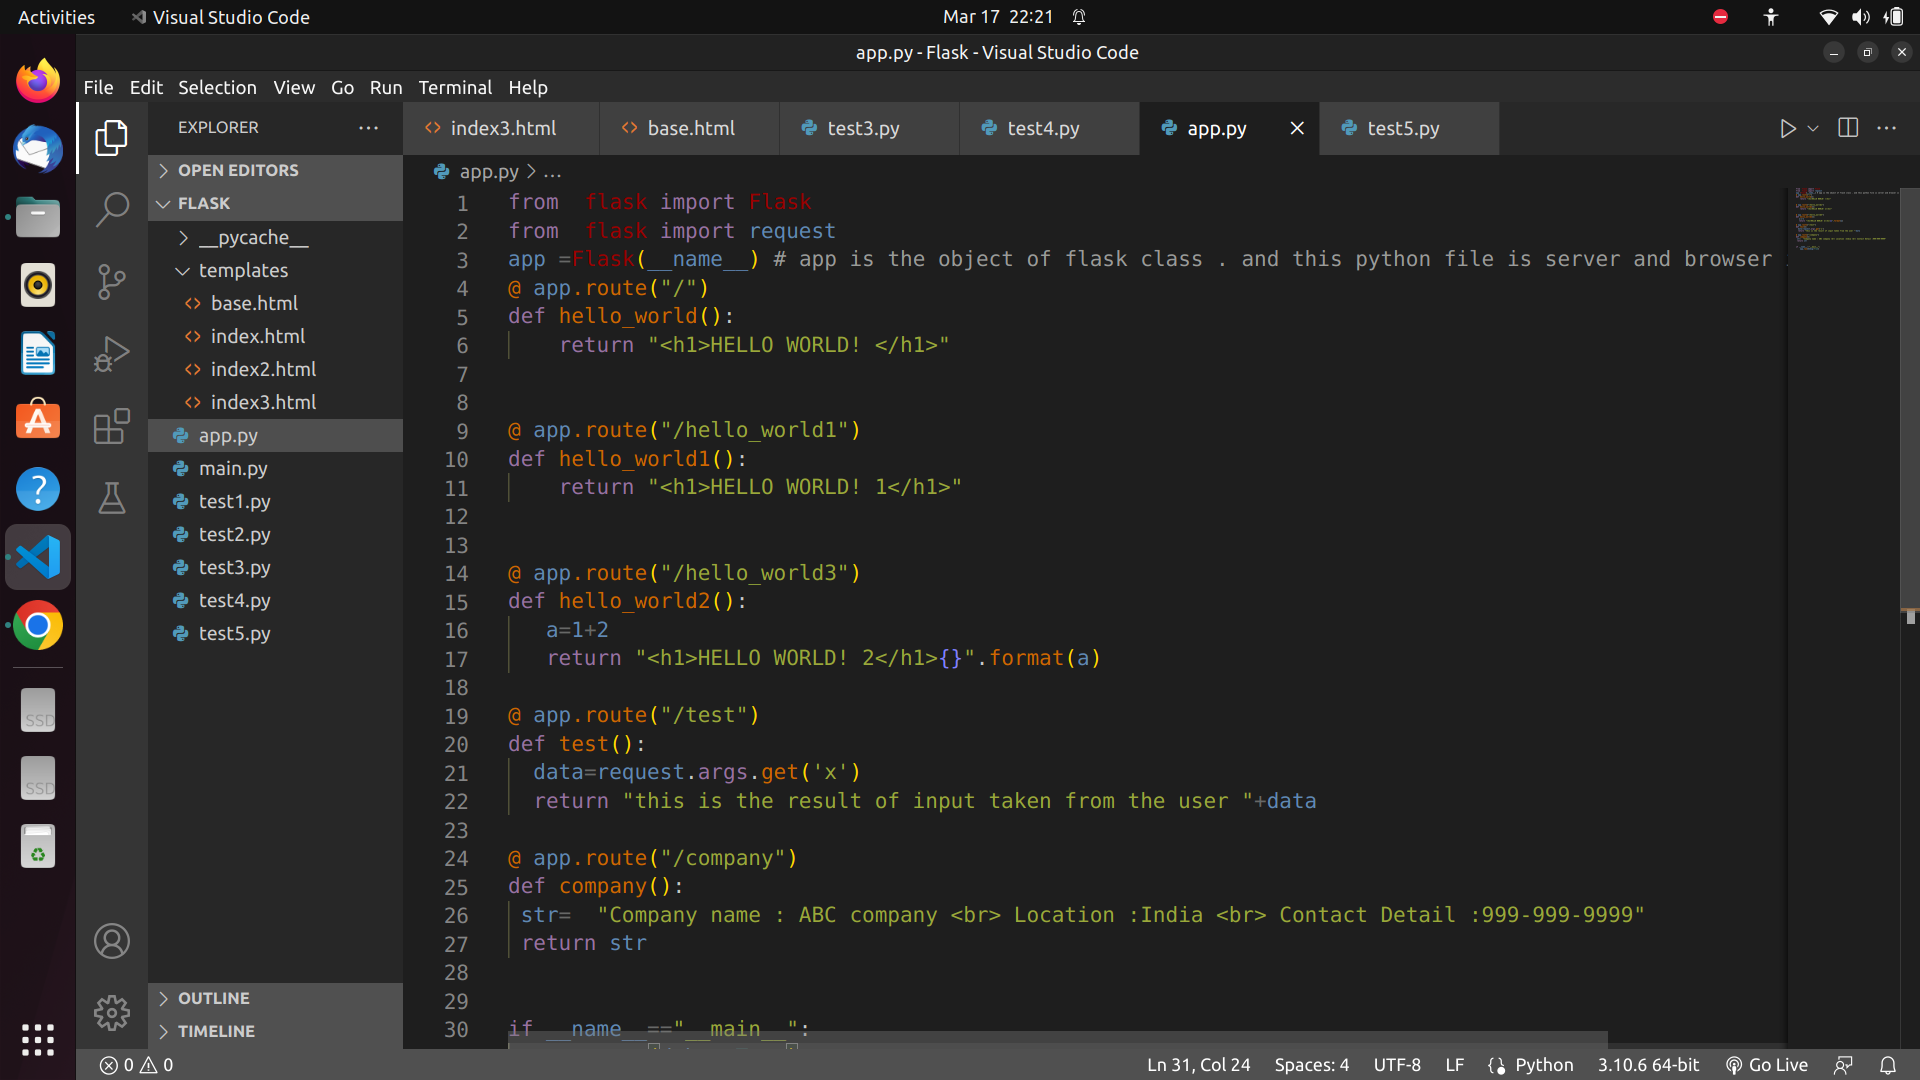 Activities Visual Studio Code Mar 17 22:21
app.py - Flask - Visual Studio Code
File Edit Selection View Go Run Terminal Help
EXPLORER
index3.html base.html test3.py test4.py app.py test5.py
OPEN EDITORS
FLASK
__pycache__
templates
base.html
index.html
index2.html
index3.html
app.py
main.py
test1.py
test2.py
test3.py
test4.py
test5.py
OUTLINE
TIMELINE
app.py > ...
1 from  flask import Flask
2 from  flask import request
3 app =Flask(__name__) # app is the object of flask class . and this python file is server and browser
4 @ app.route("/")
5 def hello_world():
6     return "<h1>HELLO WORLD! </h1>"
7
8
9 @ app.route("/hello_world1")
10 def hello_world1():
11     return "<h1>HELLO WORLD! 1</h1>"
12
13
14 @ app.route("/hello_world3")
15 def hello_world2():
16    a=1+2
17    return "<h1>HELLO WORLD! 2</h1>{}".format(a)
18
19 @ app.route("/test")
20 def test():
21   data=request.args.get('x')
22   return "this is the result of input taken from the user "+data
23
24 @ app.route("/company")
25 def company():
26  str=  "Company name : ABC company <br> Location :India <br> Contact Detail :999-999-9999"
27  return str
28
29
30 if __name__=="__main__":
0 0 Ln 31, Col 24 Spaces: 4 UTF-8 LF {} Python 3.10.6 64-bit Go Live
SSD
SSD